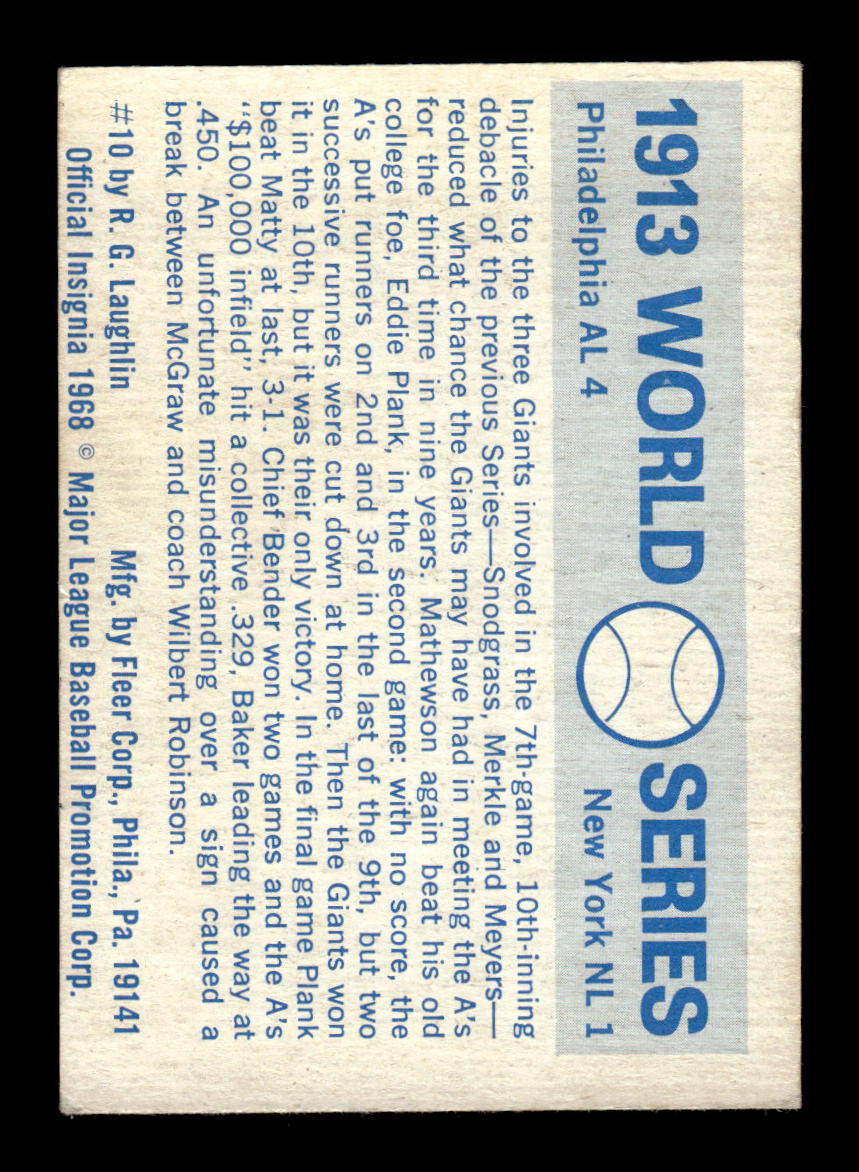 1913 WORLD SERIES
Philadelphia AL 4 New York NL 1
Injuries to the three Giants involved in the 7th-game, 10th-inning
debacle of the previous Series—Snodgrass, Merkle and Meyers—
reduced what chance the Giants may have had in meeting the A's
for the third time in nine years. Mathewson again beat his old
college foe, Eddie Plank, in the second game: with no score, the
A's put runners on 2nd and 3rd in the last of the 9th, but two
successive runners were cut down at home. Then the Giants won
it in the 10th, but it was their only victory. In the final game Plank
beat Matty at last, 3-1. Chief Bender won two games and the A's
"$100,000 infield" hit a collective .329, Baker leading the way at
.450. An unfortunate misunderstanding over a sign caused a
break between McGraw and coach Wilbert Robinson.
#10 by R. G. Laughlin Mfg. by Fleer Corp., Phila., Pa. 19141
Official Insignia 1968 © Major League Baseball Promotion Corp.